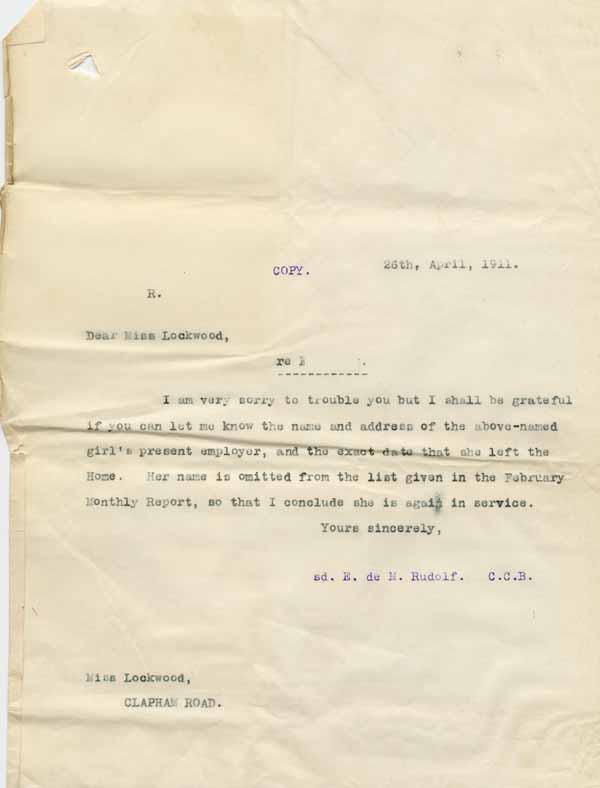 COPY. 26th, April, 1911.
R.
Dear Miss Lockwood,
re
I am very sorry to trouble you but I shall be grateful
if you can let me know the name and address of the above-named
girl's present employer, and the exact date that she left the
Home. Her name is omitted from the list given in the February
Monthly Report, so that I conclude she is again in service.
Yours sincerely,
sd. E. de M. Rudolf. C.C.B.
Miss Lockwood,
CLAPHAM ROAD.